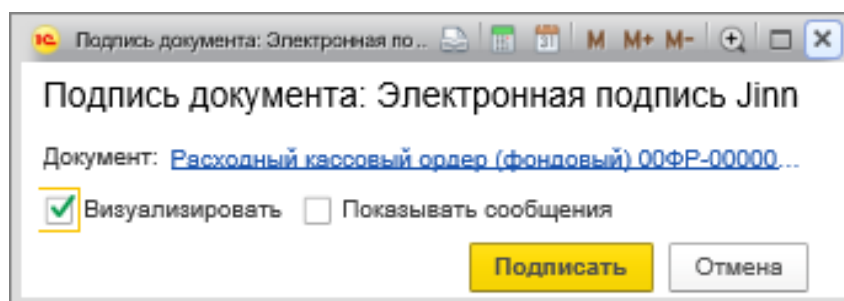 1С Подпись документа: Электронная по .. 31 M M+ M-
Подпись документа: Электронная подпись Jinn
Документ: Расходный кассовый ордер (фондовый) 00ФР-00000...
Визуализировать Показывать сообщения
Подписать Отмена